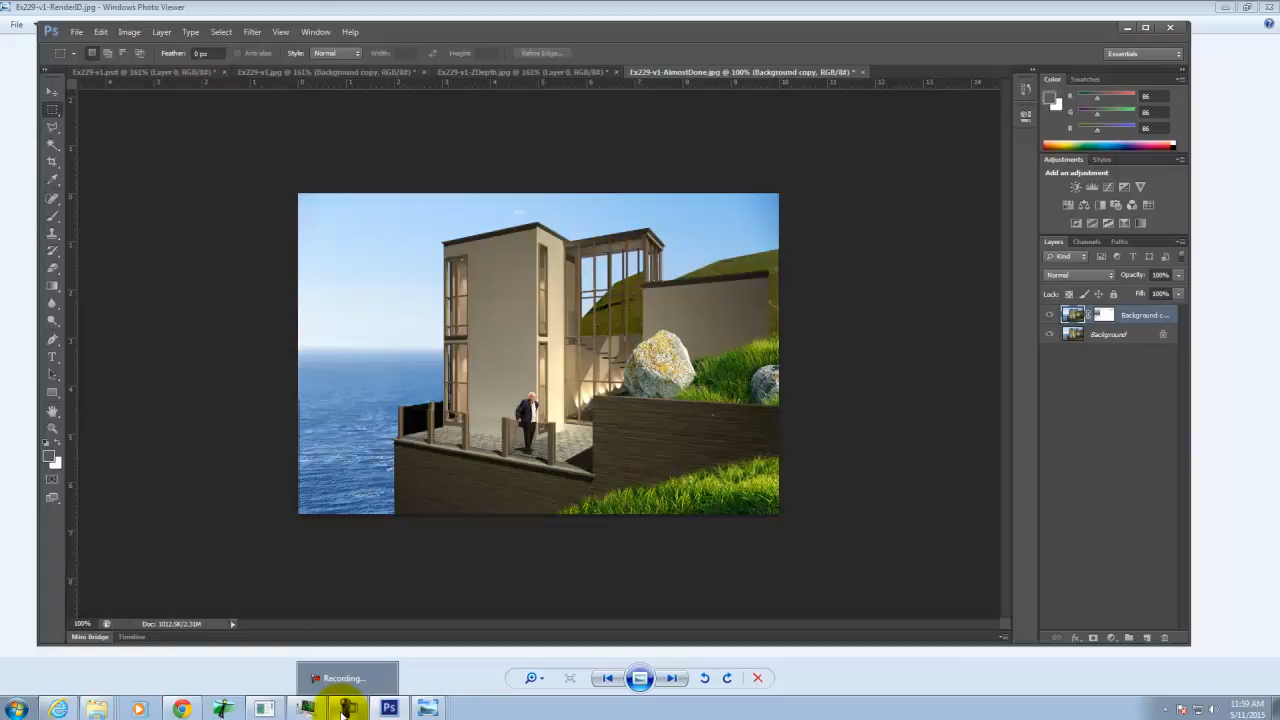 Ex229-v1-RenderID.jpg - Windows Photo Viewer
File
Ps File Edit Image Layer Type Select Filter View Window Help
Feather: 0 px Anti-alias Style: Normal Width: Height: Refine Edge... Essentials
Ex229-v1.psd @ 161% (Layer 0, RGB/8#) * × Ex229-v1.jpg @ 161% (Background copy, RGB/8#) * × Ex229-v1-ZDepth.jpg @ 161% (Layer 0, RGB/8#) * × Ex229-v1-AlmostDone.jpg @ 100% (Background copy, RGB/8#) * ×
Color Swatches
R 86
G 86
B 86
Adjustments Styles
Add an adjustment
Layers Channels Paths
Kind
Normal Opacity: 100%
Lock: Fill: 100%
Background c...
Background
100% Doc: 1012.5K/2.31M
Mini Bridge Timeline
Recording...
Ps
11:59 AM
5/11/2015